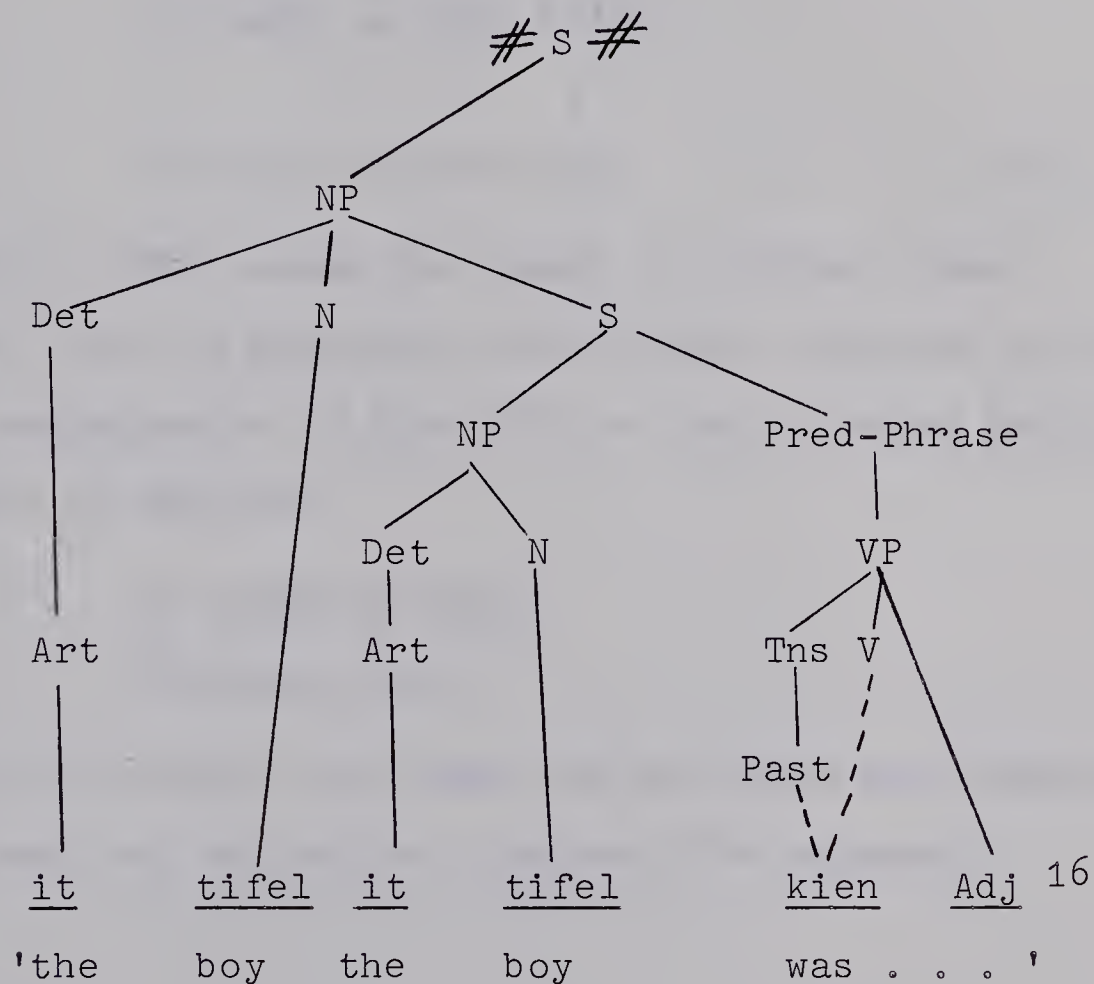 # S #
NP
Det N S
NP Pred-Phrase
Det N VP
Art Art Tns V
Past
it tifel it tifel kien Adj 16
'the boy the boy was . . . '